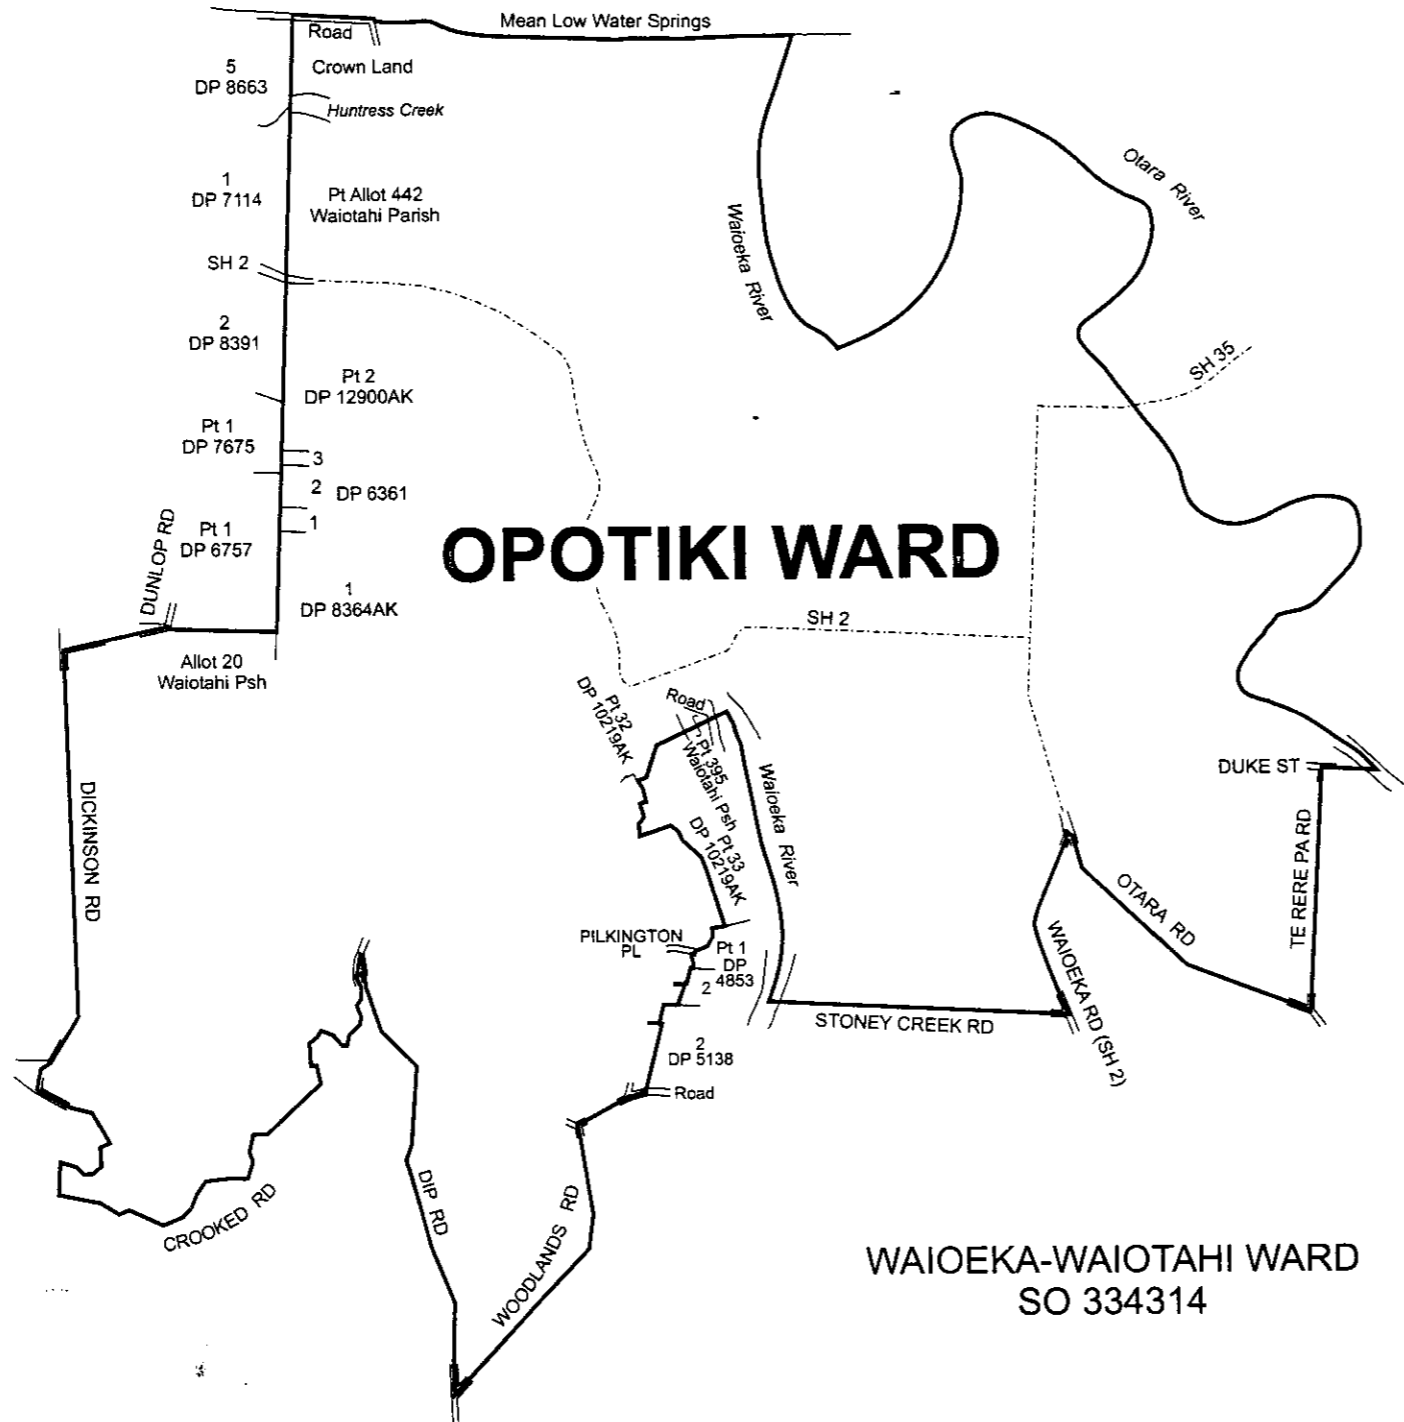 Mean Low Water Springs
Road
5
DP 8663
Crown Land
Huntress Creek
1
DP 7114
Pt Allot 442
Waiotahi Parish
Otara River
Waioeka River
SH 2
2
DP 8391
SH 35
Pt 2
DP 12900AK
Pt 1
DP 7675
3
2
DP 6361
1
Pt 1
DP 6757
DUNLOP RD
OPOTIKI WARD
1
DP 8364AK
SH 2
Allot 20
Waiotahi Psh
Pt 32
DP 10219AK
Road
Pt 395
Waiotahi Psh
Waioeka River
DUKE ST
DICKINSON RD
Pt 33
DP 10219AK
OTARA RD
TE RERE PA RD
PILKINGTON
PL
Pt 1
DP
4853
2
WAIOEKA RD (SH 2)
STONEY CREEK RD
2
DP 5138
Road
DIP RD
CROOKED RD
WOODLANDS RD
WAIOEKA-WAIOTAHI WARD
SO 334314